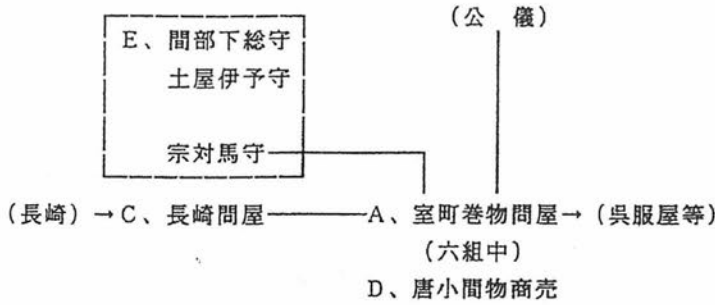 (公　儀)
E、間部下総守
土屋伊予守
宗対馬守
(長崎)→C、長崎問屋 A、室町巻物問屋→(呉服屋等)
(六組中)
D、唐小間物商売